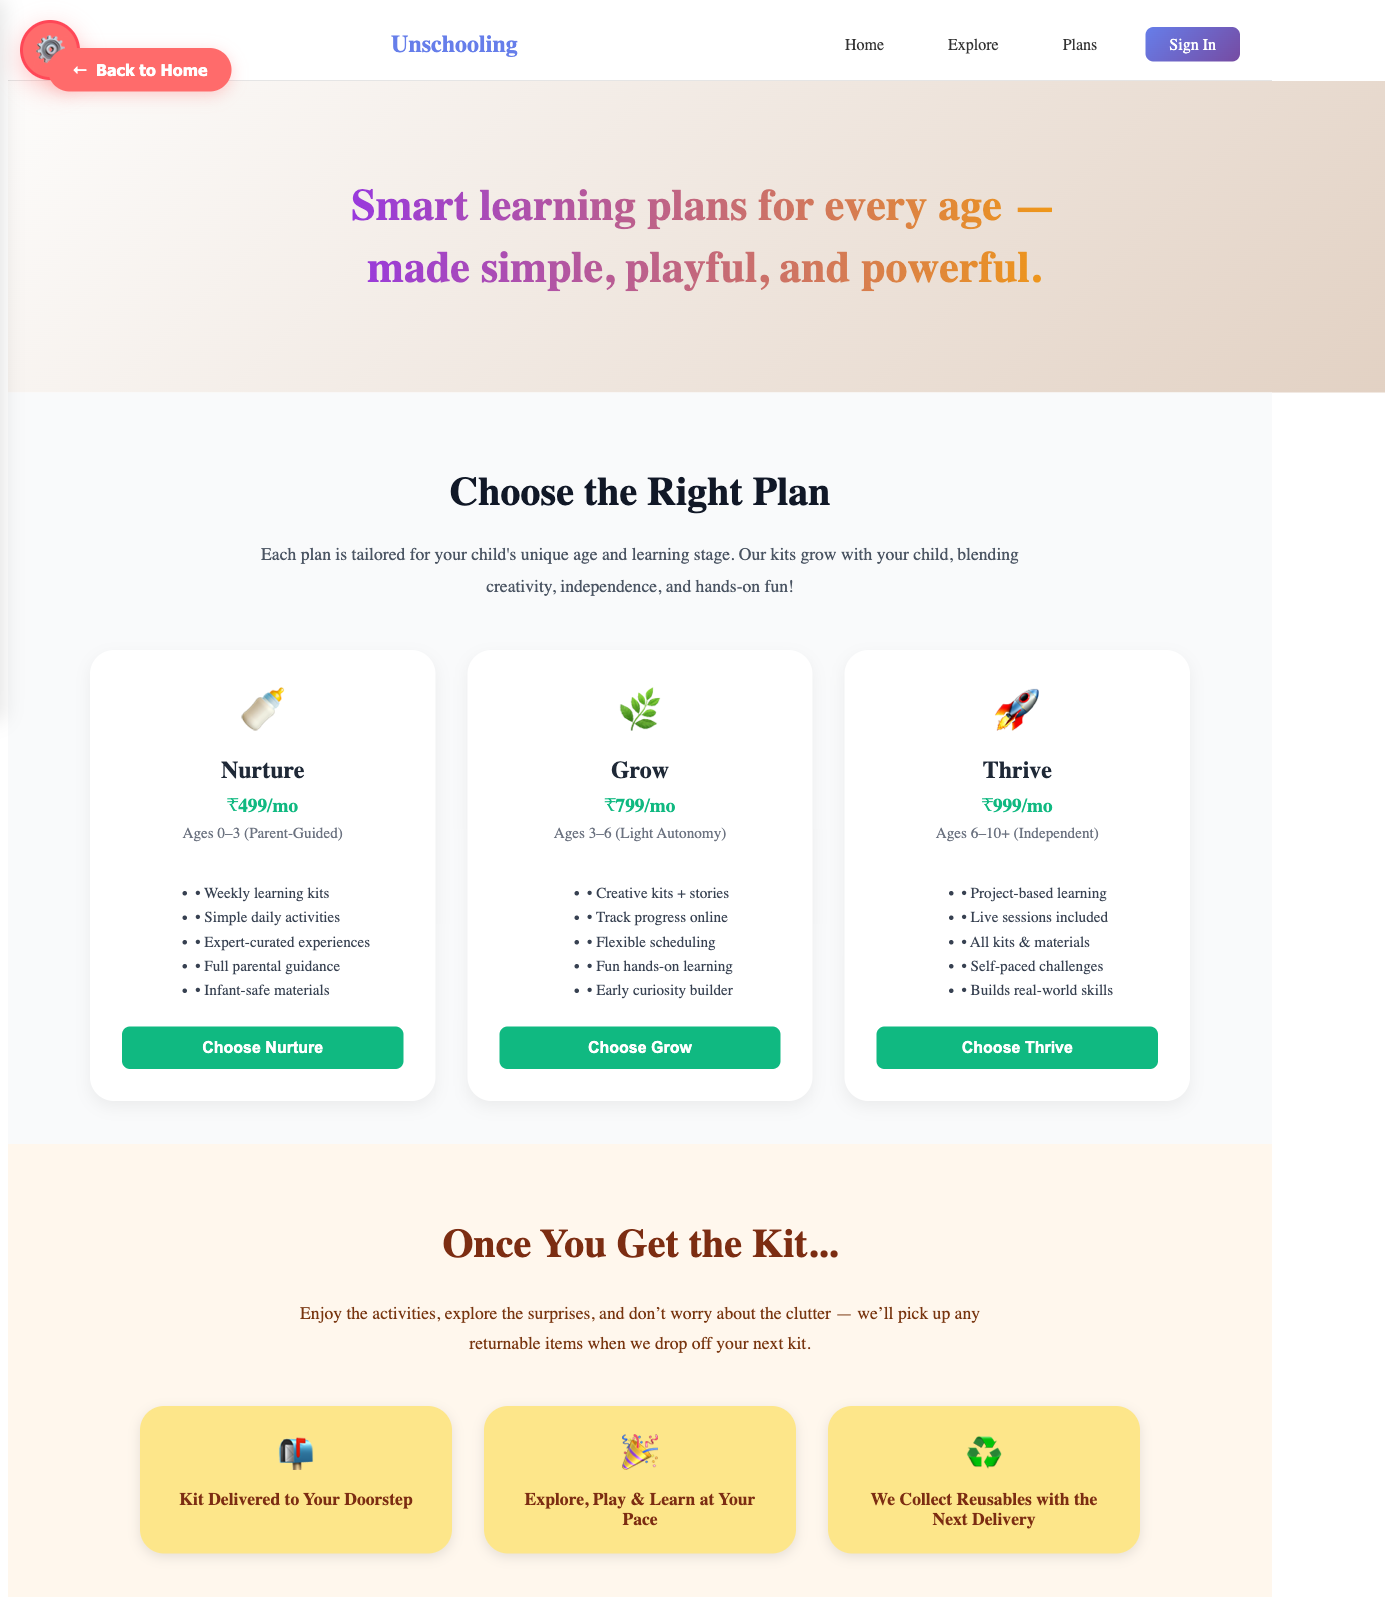 ← Back to Home
Unschooling
Home
Explore
Plans
Sign In
Smart learning plans for every age —
made simple, playful, and powerful.
Choose the Right Plan
Each plan is tailored for your child's unique age and learning stage. Our kits grow with your child, blending
creativity, independence, and hands-on fun!
Nurture
₹499/mo
Ages 0–3 (Parent-Guided)
• • Weekly learning kits
• • Simple daily activities
• • Expert-curated experiences
• • Full parental guidance
• • Infant-safe materials
Choose Nurture
Grow
₹799/mo
Ages 3–6 (Light Autonomy)
• • Creative kits + stories
• • Track progress online
• • Flexible scheduling
• • Fun hands-on learning
• • Early curiosity builder
Choose Grow
Thrive
₹999/mo
Ages 6–10+ (Independent)
• • Project-based learning
• • Live sessions included
• • All kits & materials
• • Self-paced challenges
• • Builds real-world skills
Choose Thrive
Once You Get the Kit...
Enjoy the activities, explore the surprises, and don’t worry about the clutter — we’ll pick up any
returnable items when we drop off your next kit.
Kit Delivered to Your Doorstep
Explore, Play & Learn at Your
Pace
We Collect Reusables with the
Next Delivery